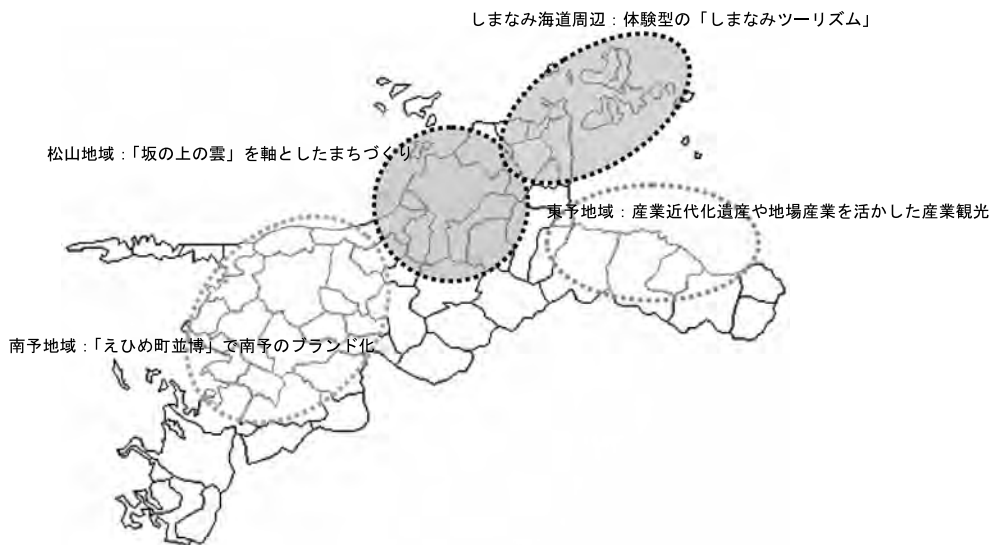 しまなみ海道周辺：体験型の「しまなみツーリズム」
松山地域：「坂の上の雲」を軸としたまちづくり
東予地域：産業近代化遺産や地場産業を活かした産業観光
南予地域：「えひめ町並博」で南予のブランド化